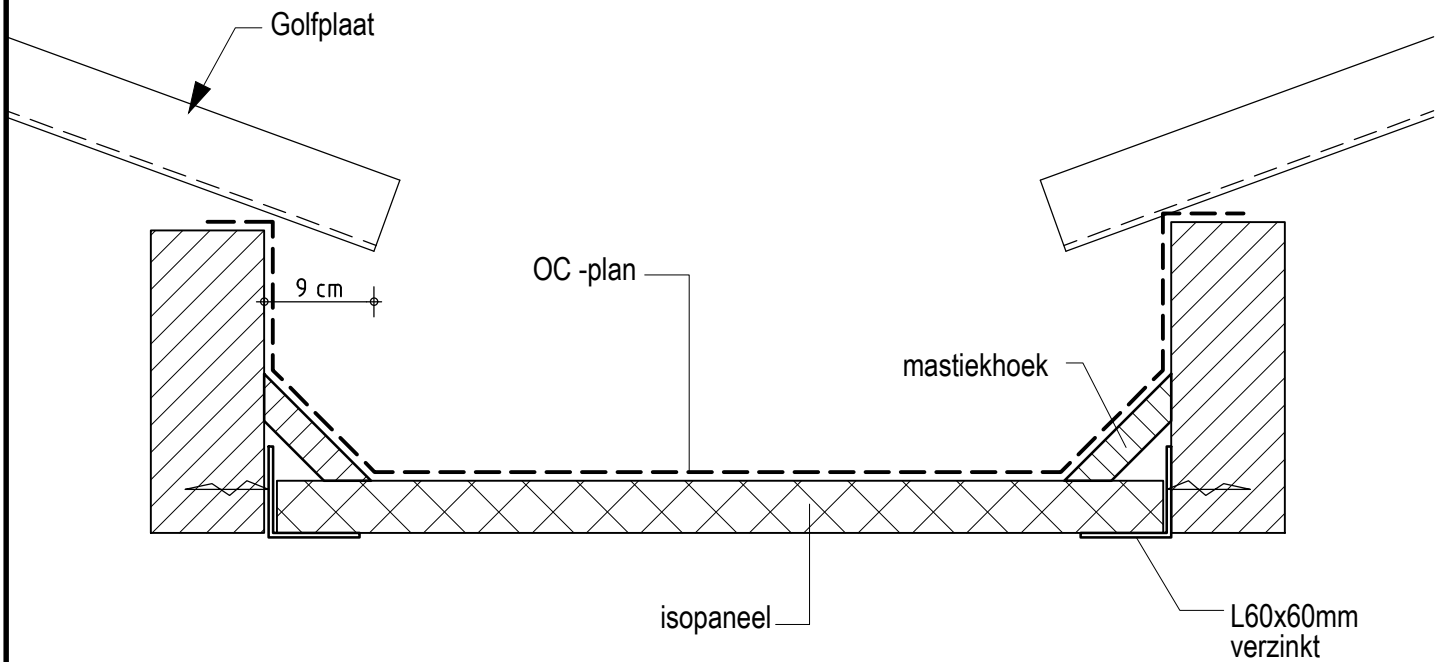 Golfplaat
OC -plan
9 cm
mastiekhoek
isopaneel
L60x60mm
verzinkt